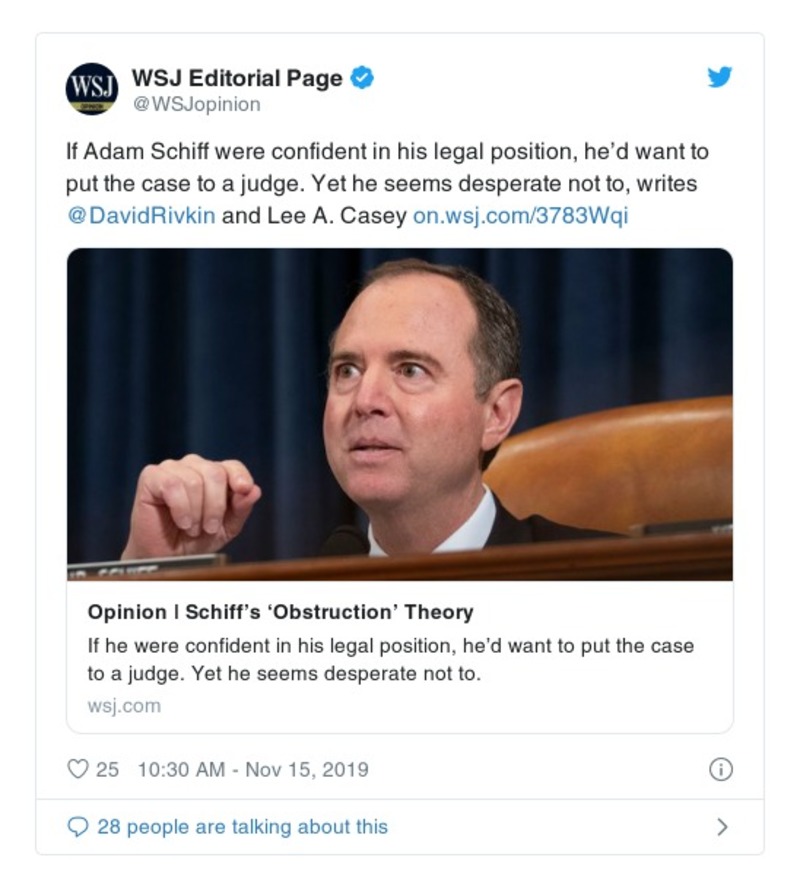 WSJ
OPINION
WSJ Editorial Page
@WSJopinion
If Adam Schiff were confident in his legal position, he’d want to
put the case to a judge. Yet he seems desperate not to, writes
@DavidRivkin and Lee A. Casey on.wsj.com/3783Wqi
Opinion | Schiff’s ‘Obstruction’ Theory
If he were confident in his legal position, he’d want to put the case
to a judge. Yet he seems desperate not to.
wsj.com
25 10:30 AM - Nov 15, 2019
28 people are talking about this